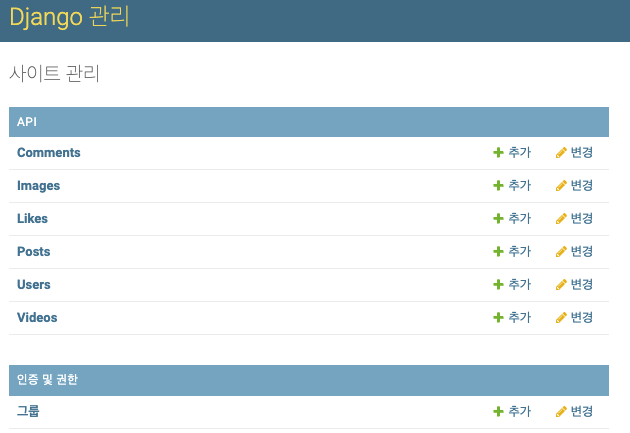 Django 관리
사이트 관리
API
Comments 추가 변경
Images 추가 변경
Likes 추가 변경
Posts 추가 변경
Users 추가 변경
Videos 추가 변경
인증 및 권한
그룹 추가 변경